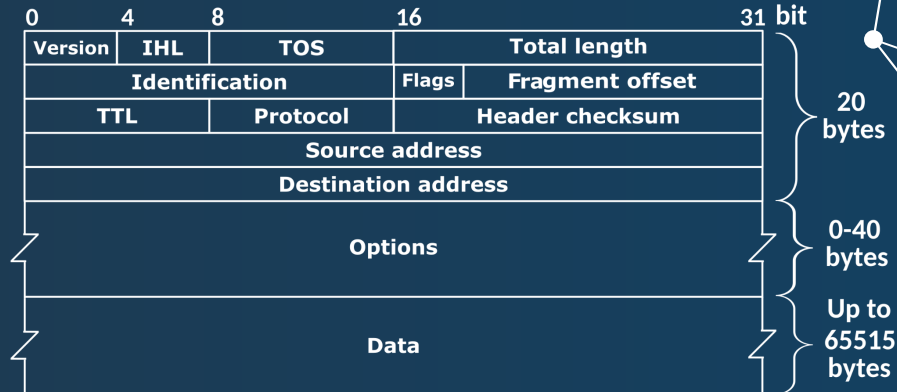 0 4 8 16 31 bit
Version IHL TOS Total length
Identification Flags Fragment offset
TTL Protocol Header checksum
Source address
Destination address
20
bytes
Options
0-40
bytes
Data
Up to
65515
bytes